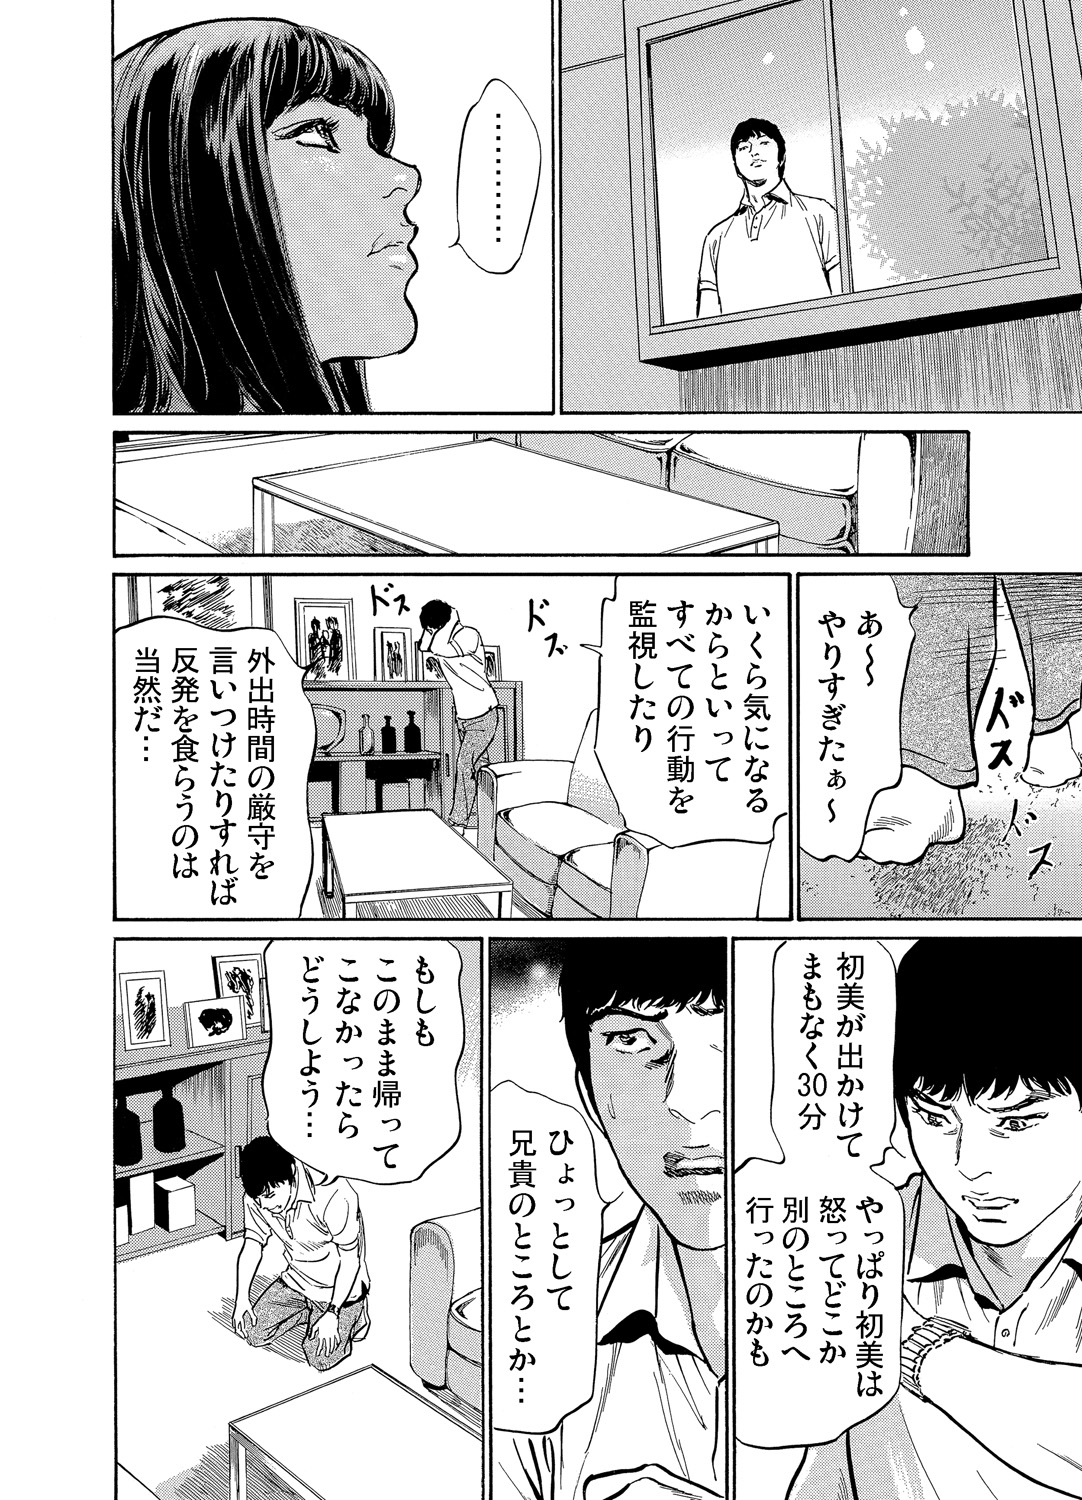 …………
あ〜
やりすぎたぁ〜
ズ
ス
ド
ス
いくら気になる
からといって
すべての行動を
監視したり
ド
ズ
ドス
ズ
外出時間の厳守を
言いつけたりすれば
反発を食らうのは
当然だ…
初美が出かけて
まもなく30分
やっぱり初美は
怒ってどこか
別のところへ
行ったのかも
ひょっとして
兄貴のところとか…
もしも
このまま帰って
こなかったら
どうしよう…